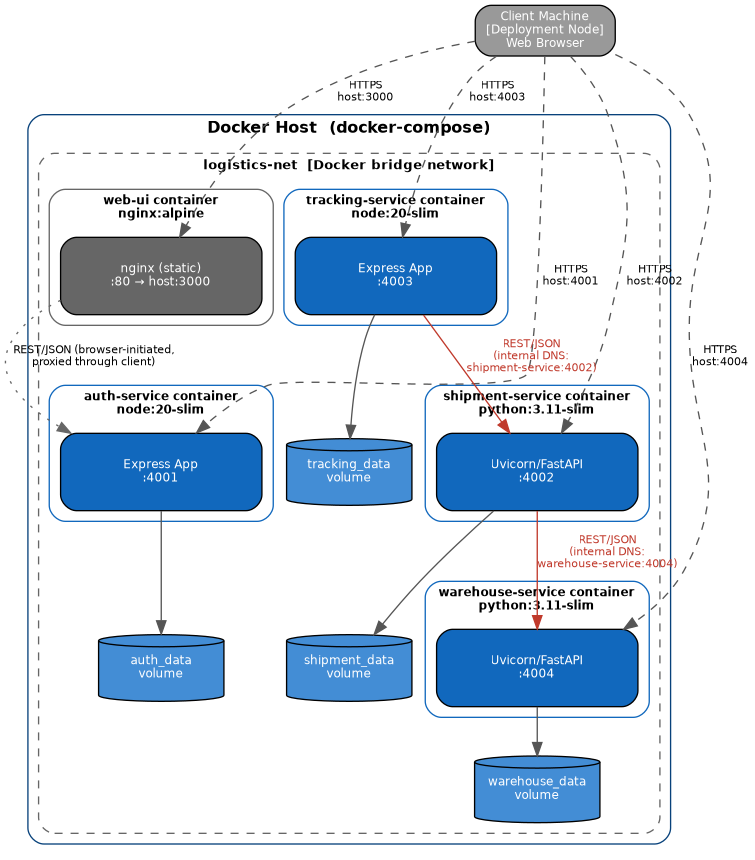 Client Machine
[Deployment Node]
Web Browser
HTTPS
host:3000
HTTPS
host:4003
Docker Host  (docker-compose)
logistics-net  [Docker bridge network]
web-ui container
nginx:alpine
nginx (static)
:80 → host:3000
tracking-service container
node:20-slim
Express App
:4003
HTTPS
host:4001
HTTPS
host:4002
HTTPS
host:4004
REST/JSON (browser-initiated,
proxied through client)
REST/JSON
(internal DNS:
shipment-service:4002)
auth-service container
node:20-slim
Express App
:4001
tracking_data
volume
shipment-service container
python:3.11-slim
Uvicorn/FastAPI
:4002
REST/JSON
(internal DNS:
warehouse-service:4004)
auth_data
volume
shipment_data
volume
warehouse-service container
python:3.11-slim
Uvicorn/FastAPI
:4004
warehouse_data
volume